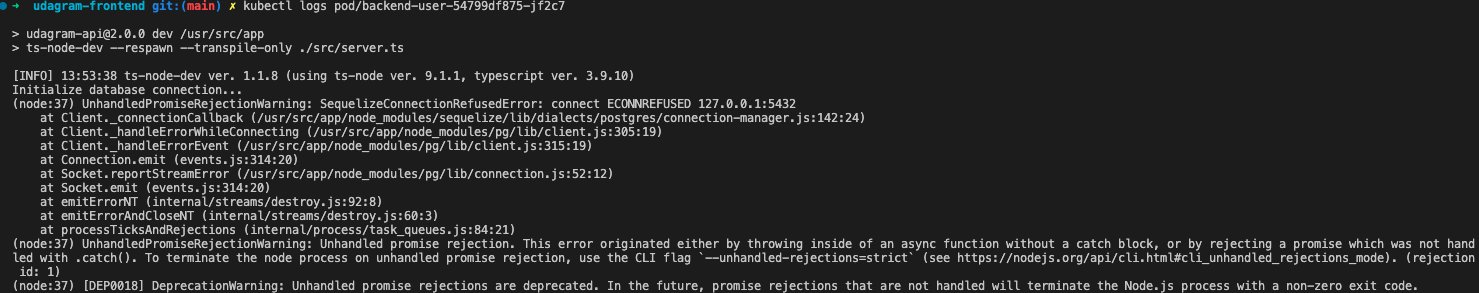 ➜ udagram-frontend git:(main) ✗ kubectl logs pod/backend-user-54799df875-jf2c7
> udagram-api@2.0.0 dev /usr/src/app
> ts-node-dev --respawn --transpile-only ./src/server.ts
[INFO] 13:53:38 ts-node-dev ver. 1.1.8 (using ts-node ver. 9.1.1, typescript ver. 3.9.10)
Initialize database connection...
(node:37) UnhandledPromiseRejectionWarning: SequelizeConnectionRefusedError: connect ECONNREFUSED 127.0.0.1:5432
    at Client._connectionCallback (/usr/src/app/node_modules/sequelize/lib/dialects/postgres/connection-manager.js:142:24)
    at Client._handleErrorWhileConnecting (/usr/src/app/node_modules/pg/lib/client.js:305:19)
    at Client._handleErrorEvent (/usr/src/app/node_modules/pg/lib/client.js:315:19)
    at Connection.emit (events.js:314:20)
    at Socket.reportStreamError (/usr/src/app/node_modules/pg/lib/connection.js:52:12)
    at Socket.emit (events.js:314:20)
    at emitErrorNT (internal/streams/destroy.js:92:8)
    at emitErrorAndCloseNT (internal/streams/destroy.js:60:3)
    at processTicksAndRejections (internal/process/task_queues.js:84:21)
(node:37) UnhandledPromiseRejectionWarning: Unhandled promise rejection. This error originated either by throwing inside of an async function without a catch block, or by rejecting a promise which was not hand
led with .catch(). To terminate the node process on unhandled promise rejection, use the CLI flag `--unhandled-rejections=strict` (see https://nodejs.org/api/cli.html#cli_unhandled_rejections_mode). (rejection
 id: 1)
(node:37) [DEP0018] DeprecationWarning: Unhandled promise rejections are deprecated. In the future, promise rejections that are not handled will terminate the Node.js process with a non-zero exit code.